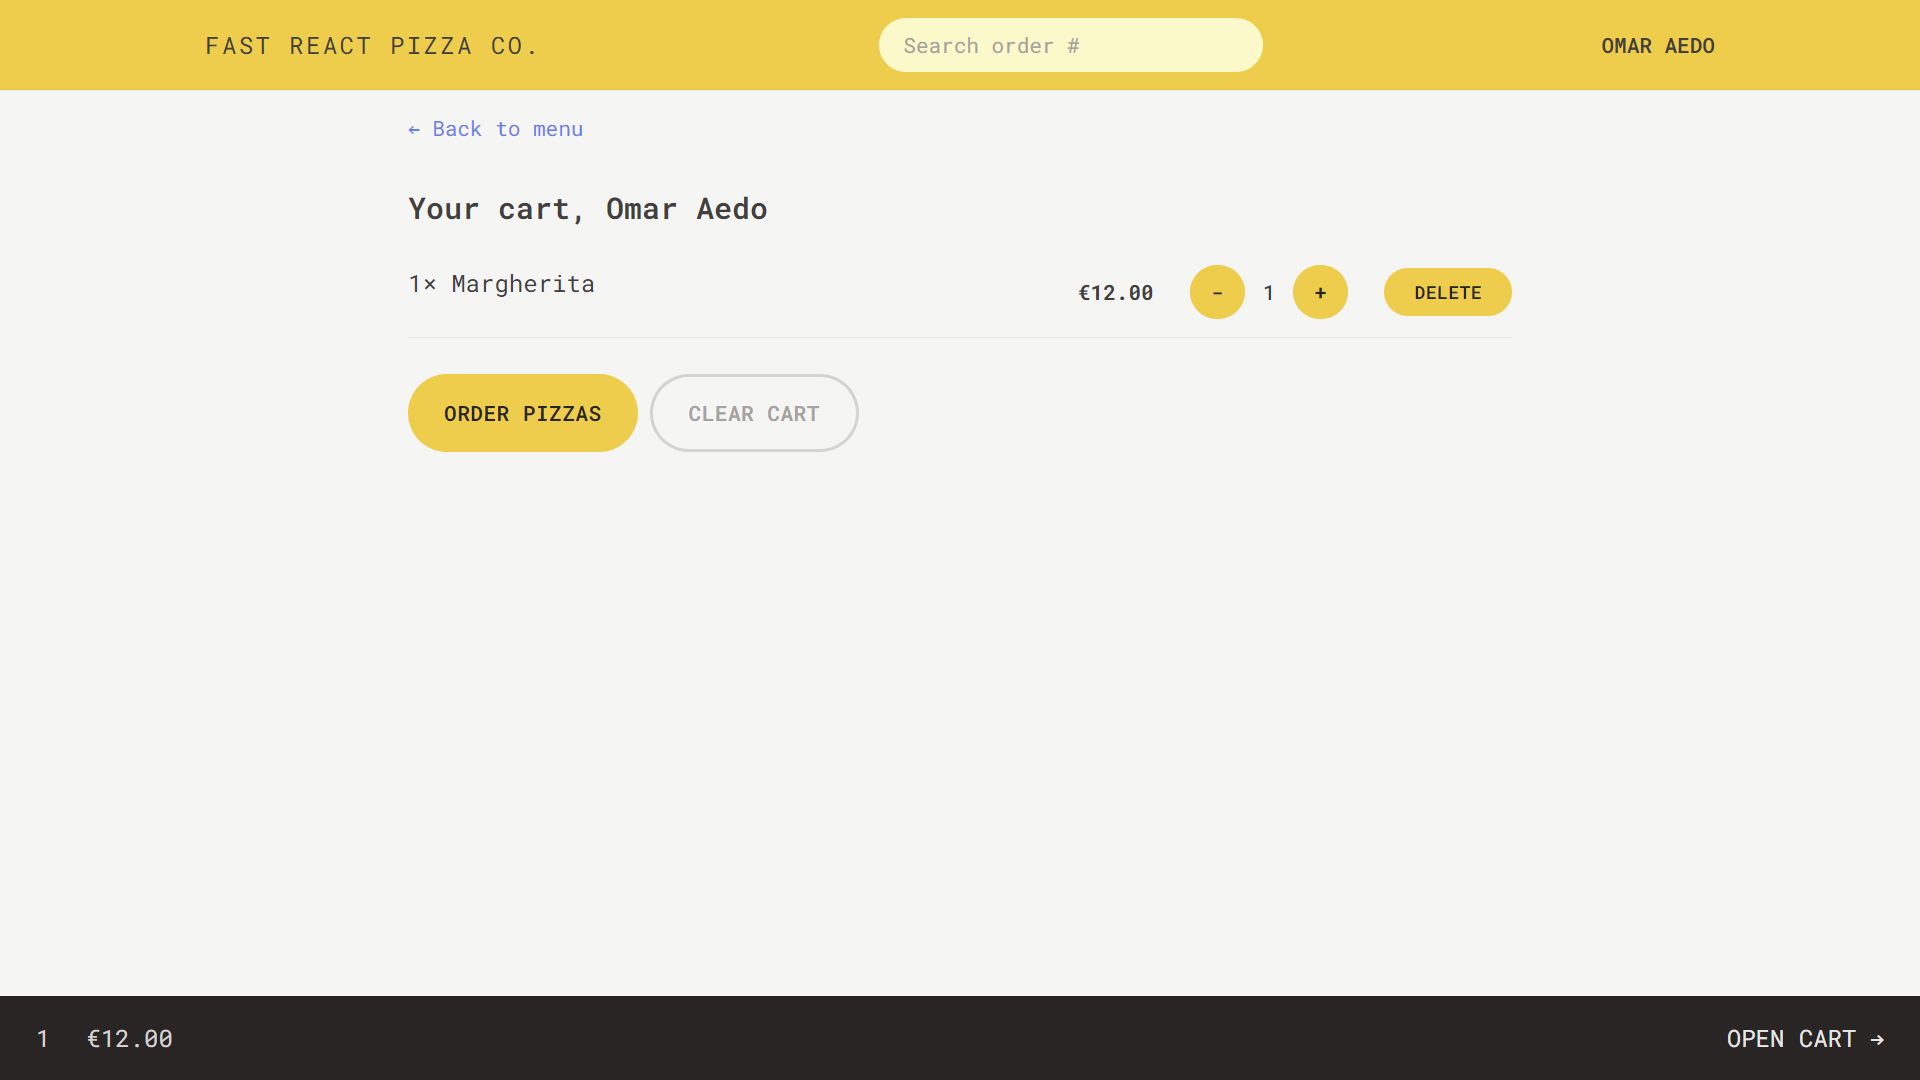 FAST REACT PIZZA CO.
Search order #
OMAR AEDO
← Back to menu
Your cart, Omar Aedo
1× Margherita
€12.00
-
1
+
DELETE
ORDER PIZZAS
CLEAR CART
1
€12.00
OPEN CART →